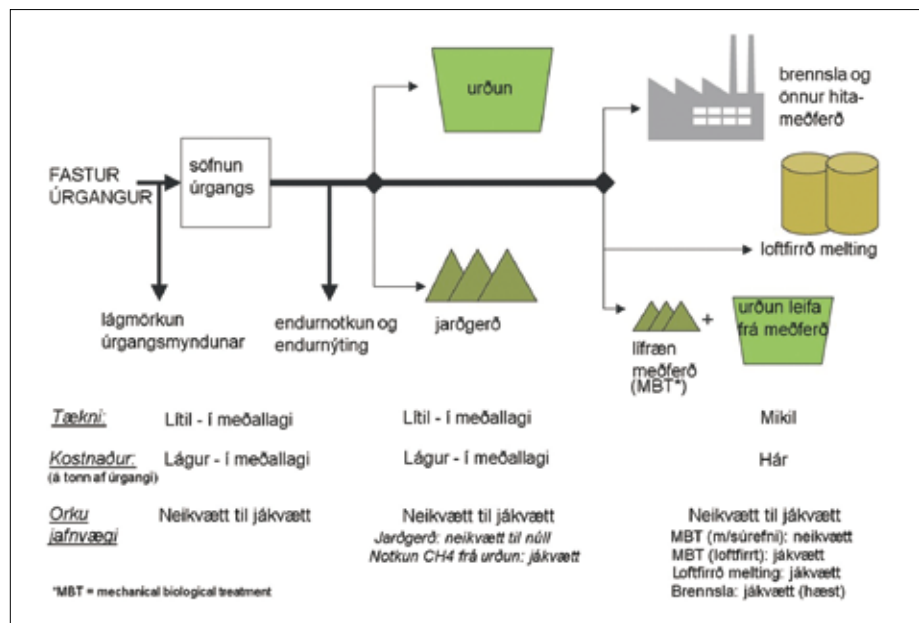 urðun
brennsla og
önnur hita-
meðferð
FASTUR
ÚRGANGUR
söfnun
úrgangs
loftfirrð melting
lágmörkun
úrgangsmyndunar
endurnotkun og
endurnýting
jarðgerð
lífræn
meðferð
(MBT*)
+
urðun leifa
frá meðferð
Tækni: Lítil - í meðallagi Lítil - í meðallagi Mikil
Kostnaður: Lágur - í meðallagi Lágur - í meðallagi Hár
(á tonn af úrgangi)
Orku Neikvætt til jákvætt Neikvætt til jákvætt Neikvætt til jákvætt
jafnvægi Jarðgerð: neikvætt til núll MBT (m/súrefni): neikvætt
Notkun CH4 frá urðun: jákvætt MBT (loftfirrt): jákvætt
Loftfirrð melting: jákvætt
*MBT = mechanical biological treatment Brennsla: jákvætt (hæst)